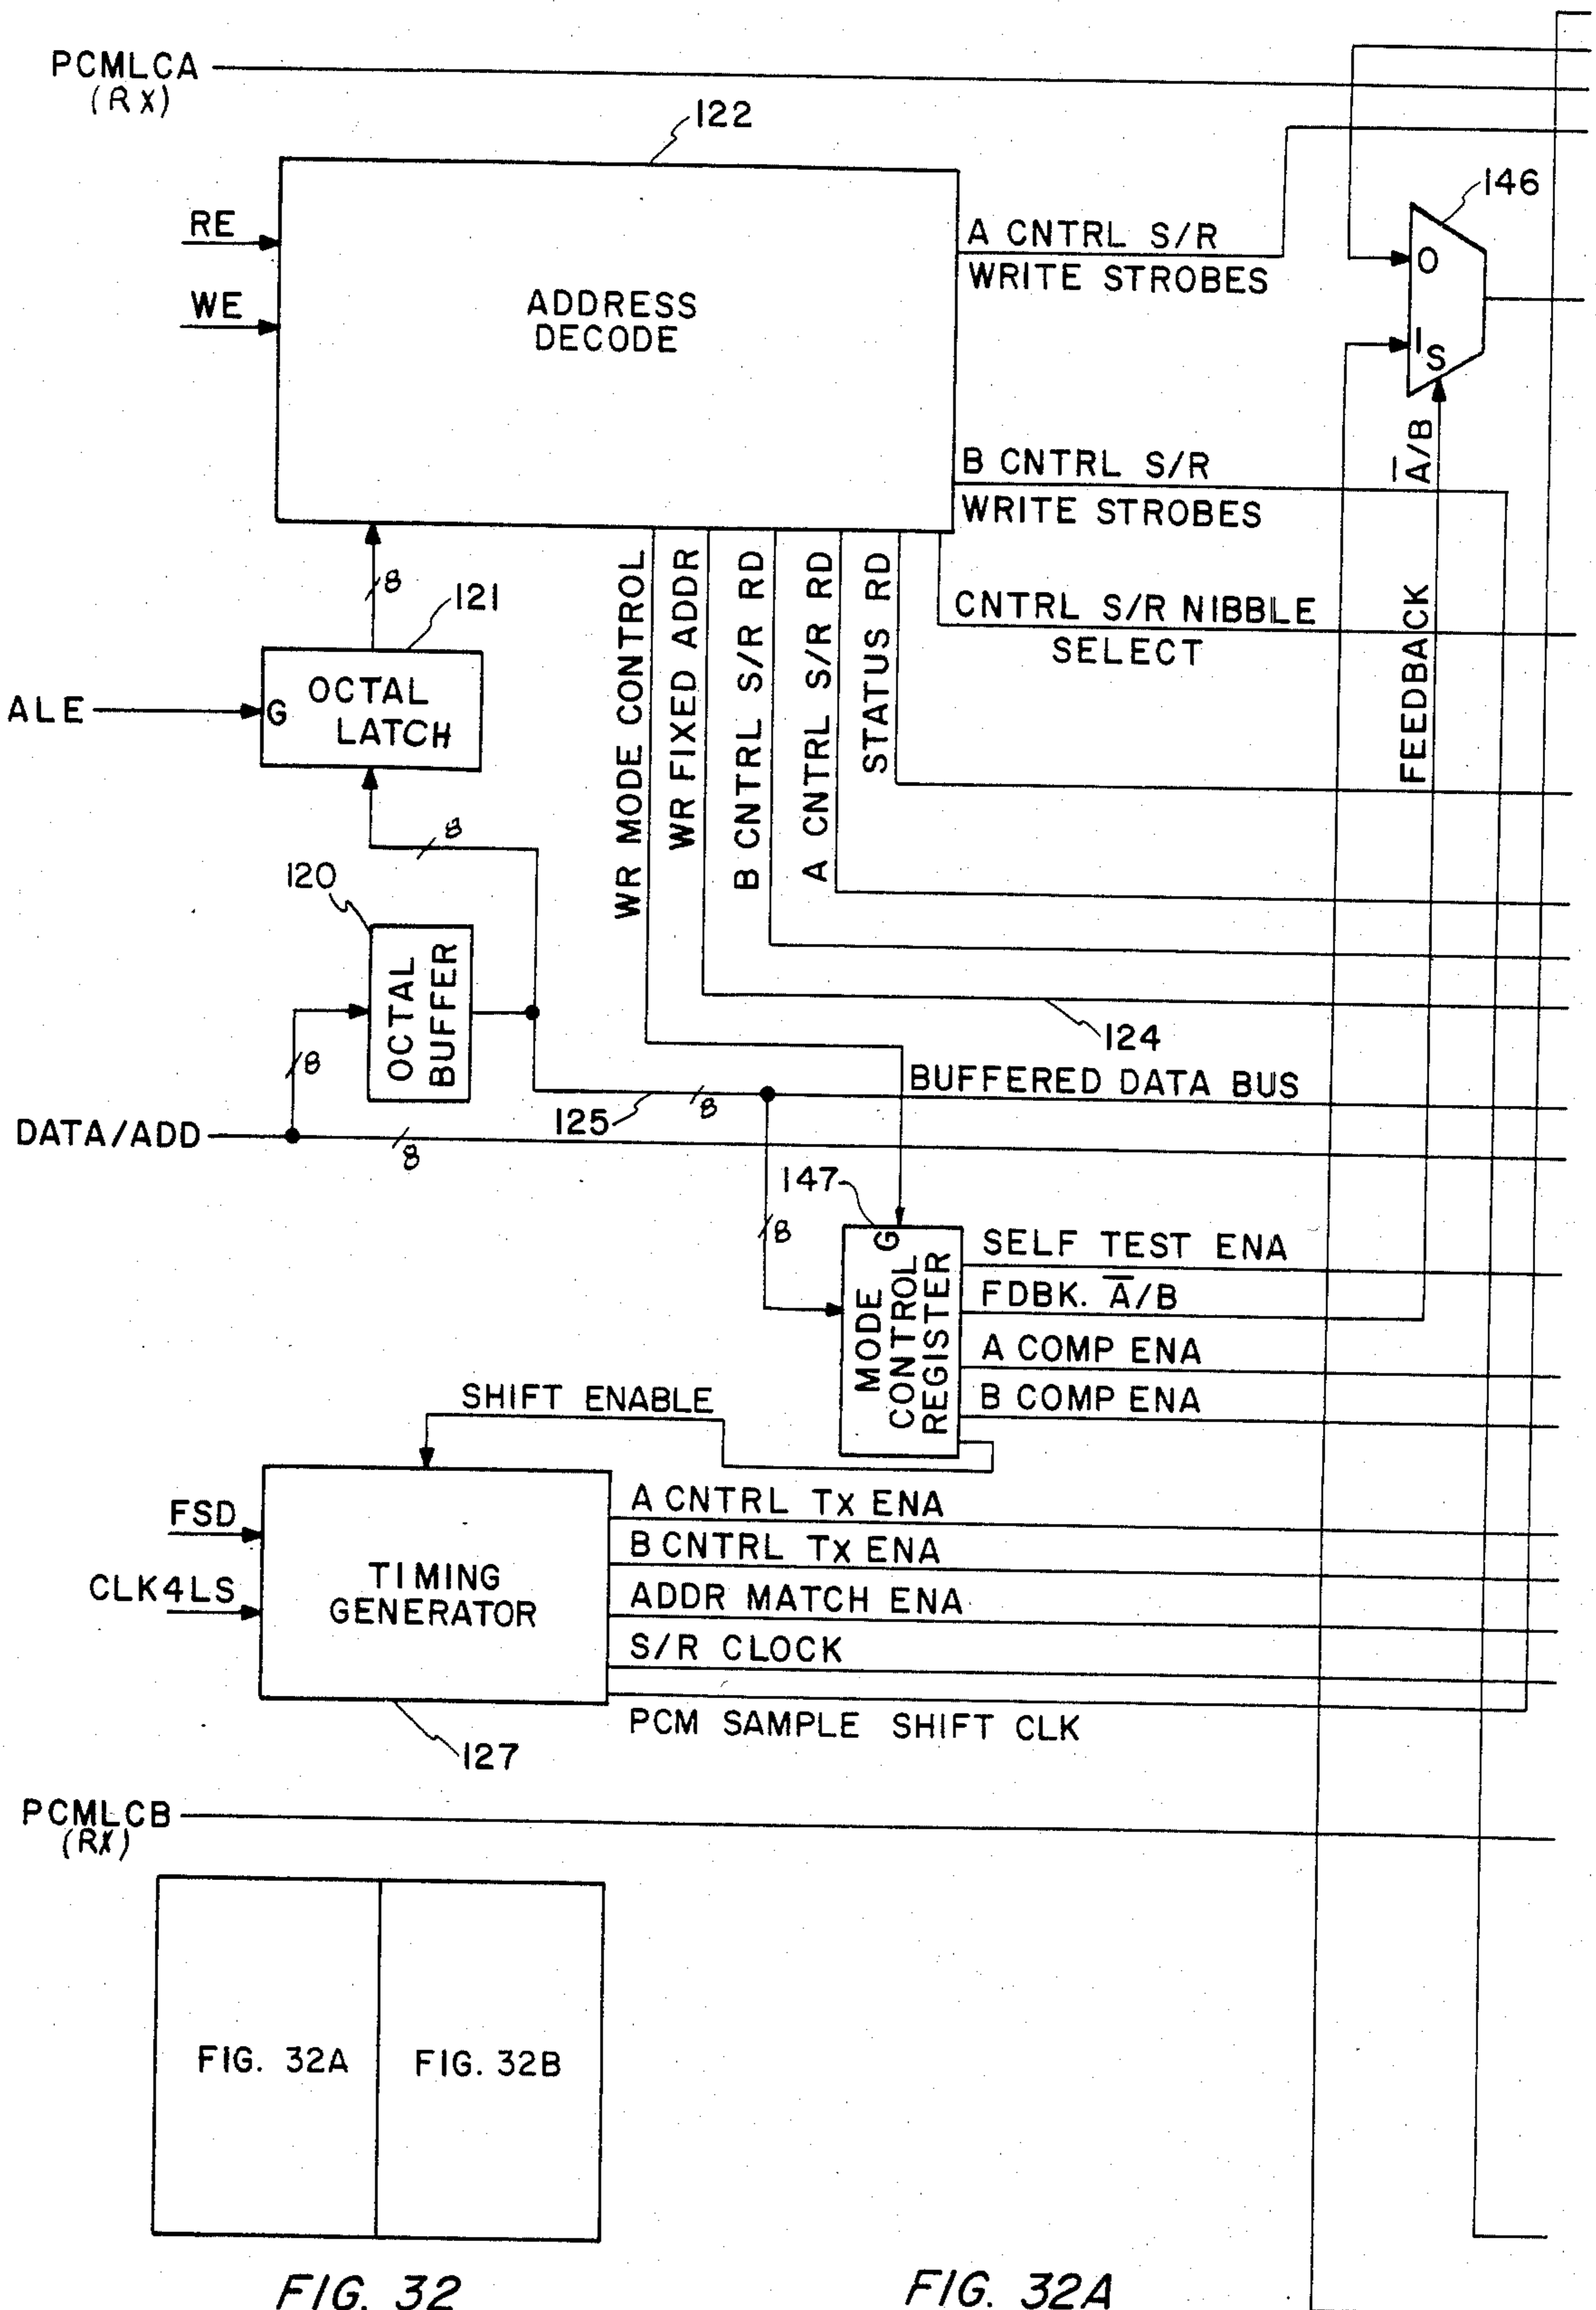 PCMLCA
(RX)
122
146
RE
WE
ADDRESS
DECODE
A CNTRL S/R
WRITE STROBES
0
1
S
B CNTRL S/R
WRITE STROBES
A̅/B
FEEDBACK
8
121
ALE
G
OCTAL
LATCH
WR MODE CONTROL
WR FIXED ADDR
B CNTRL S/R RD
A CNTRL S/R RD
STATUS RD
CNTRL S/R NIBBLE
SELECT
8
120
OCTAL
BUFFER
8
124
BUFFERED DATA BUS
125
8
DATA/ADD
8
147
8
G
MODE
CONTROL
REGISTER
SELF TEST ENA
FDBK. A̅/B
A COMP ENA
B COMP ENA
SHIFT ENABLE
FSD
CLK4LS
TIMING
GENERATOR
A CNTRL Tx ENA
B CNTRL Tx ENA
ADDR MATCH ENA
S/R CLOCK
PCM SAMPLE SHIFT CLK
127
PCMLCB
(RX)
FIG. 32A
FIG. 32B
FIG. 32
FIG. 32A